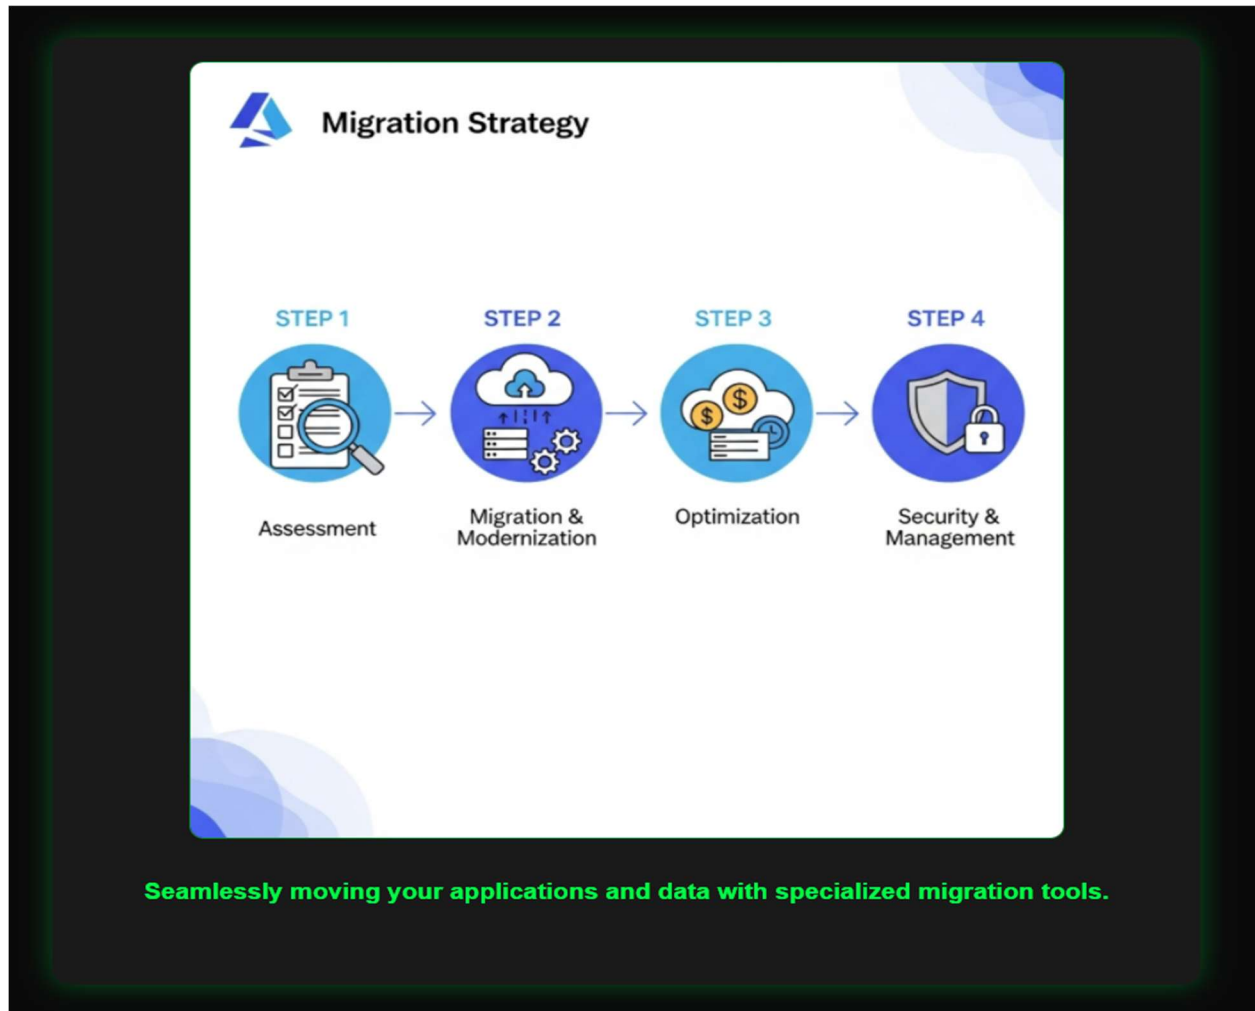 Migration Strategy
STEP 1
STEP 2
STEP 3
STEP 4
Assessment
Migration &
Modernization
Optimization
Security &
Management
Seamlessly moving your applications and data with specialized migration tools.